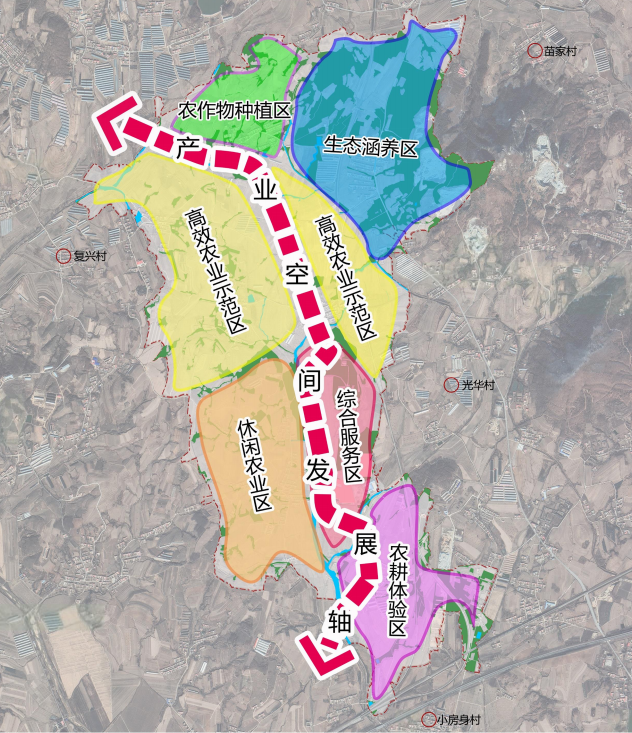 苗家村
农作物种植区
生态涵养区
产业空间发展轴
高效农业示范区
高效农业示范区
复兴村
光华村
综合服务区
休闲农业区
农耕体验区
小房身村